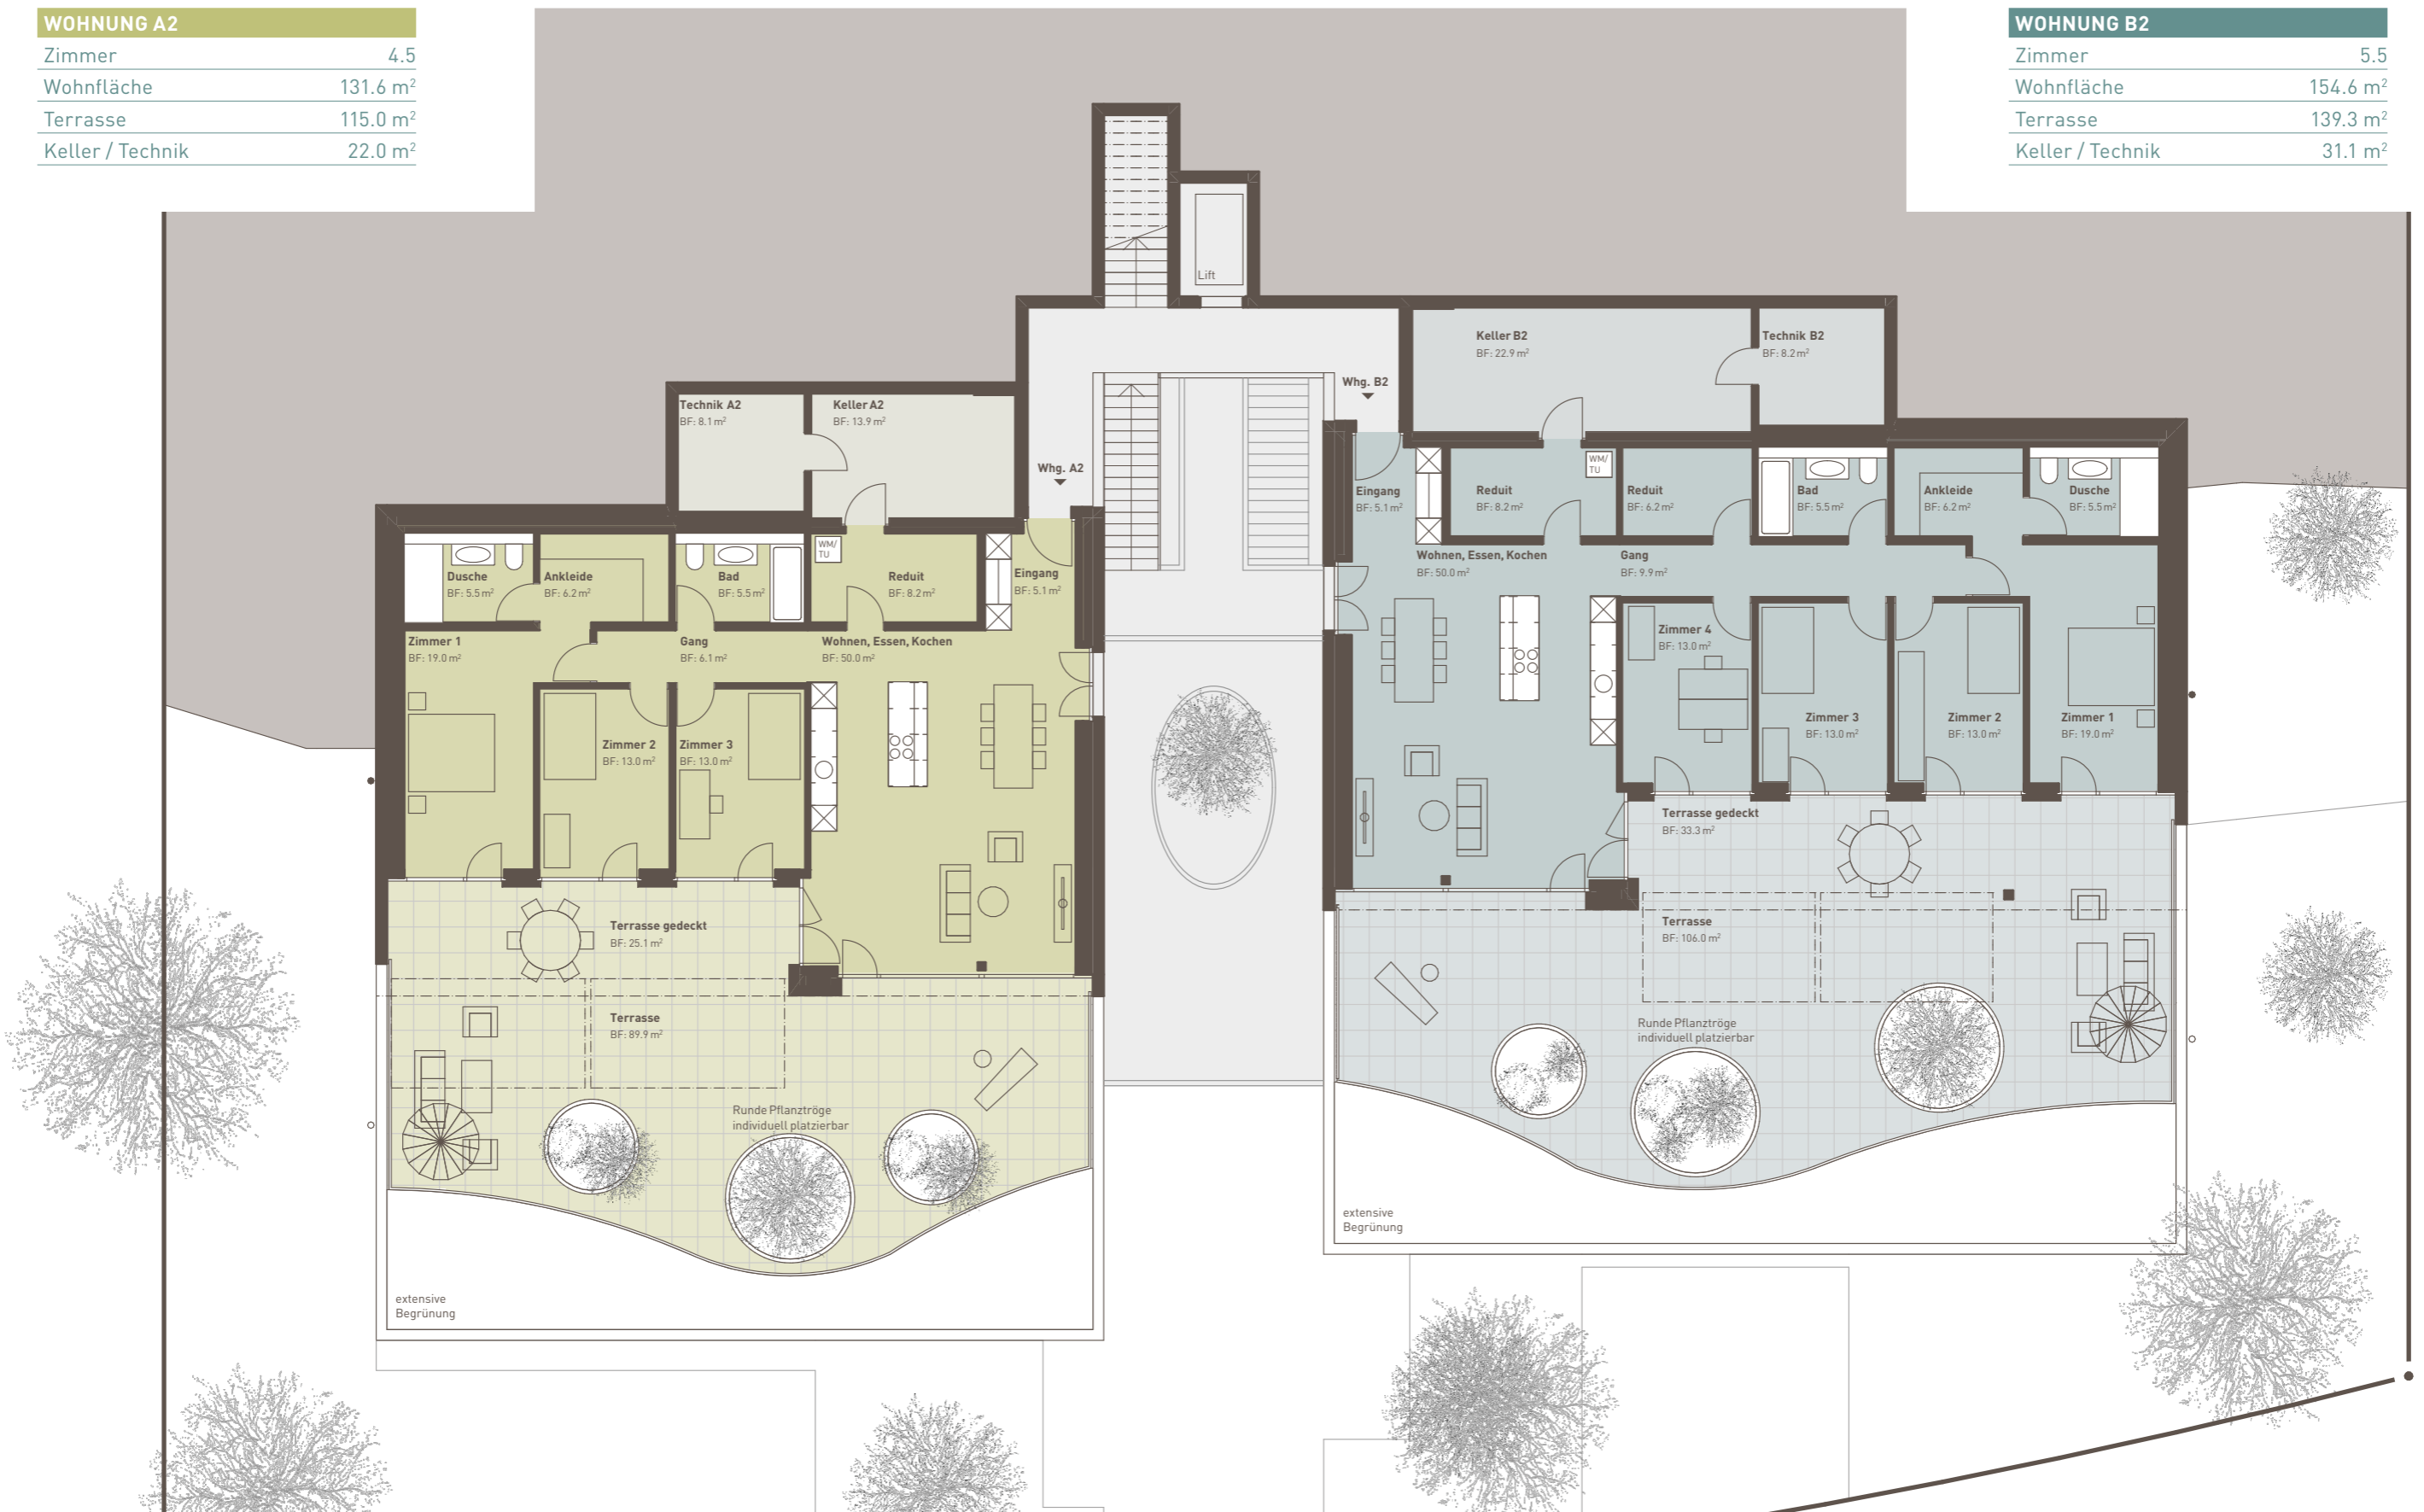 WOHNUNG A2
Zimmer 4.5
Wohnfläche 131.6 m²
Terrasse 115.0 m²
Keller / Technik 22.0 m²
WOHNUNG B2
Zimmer 5.5
Wohnfläche 154.6 m²
Terrasse 139.3 m²
Keller / Technik 31.1 m²
Lift
Technik A2
BF: 8.1 m²
Keller A2
BF: 13.9 m²
Whg. A2
Dusche
BF: 5.5 m²
Ankleide
BF: 6.2 m²
Bad
BF: 5.5 m²
WM/
TU
Reduit
BF: 8.2 m²
Eingang
BF: 5.1 m²
Zimmer 1
BF: 19.0 m²
Gang
BF: 6.1 m²
Wohnen, Essen, Kochen
BF: 50.0 m²
Zimmer 2
BF: 13.0 m²
Zimmer 3
BF: 13.0 m²
Terrasse gedeckt
BF: 25.1 m²
Terrasse
BF: 89.9 m²
Runde Pflanztröge
individuell platzierbar
extensive
Begrünung
Keller B2
BF: 22.9 m²
Technik B2
BF: 8.2 m²
Whg. B2
Eingang
BF: 5.1 m²
Reduit
BF: 8.2 m²
WM/
TU
Reduit
BF: 6.2 m²
Bad
BF: 5.5 m²
Ankleide
BF: 6.2 m²
Dusche
BF: 5.5 m²
Wohnen, Essen, Kochen
BF: 50.0 m²
Gang
BF: 9.9 m²
Zimmer 4
BF: 13.0 m²
Zimmer 3
BF: 13.0 m²
Zimmer 2
BF: 13.0 m²
Zimmer 1
BF: 19.0 m²
Terrasse gedeckt
BF: 33.3 m²
Terrasse
BF: 106.0 m²
Runde Pflanztröge
individuell platzierbar
extensive
Begrünung